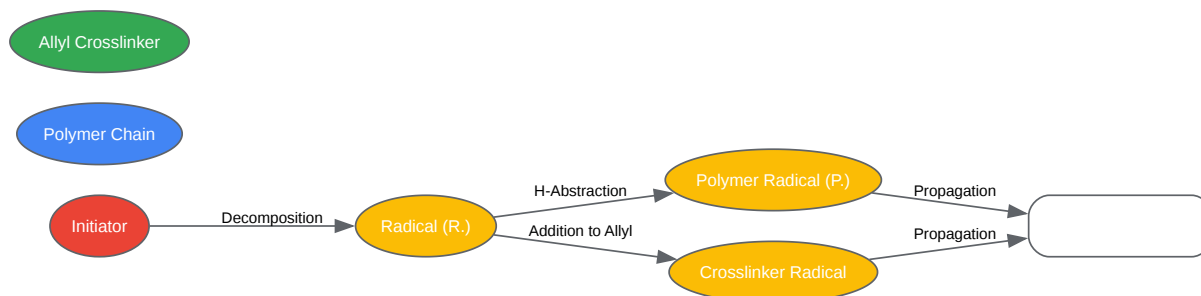 Allyl Crosslinker
Polymer Chain
Initiator
Decomposition
Radical (R.)
H-Abstraction
Addition to Allyl
Polymer Radical (P.)
Crosslinker Radical
Propagation
Propagation